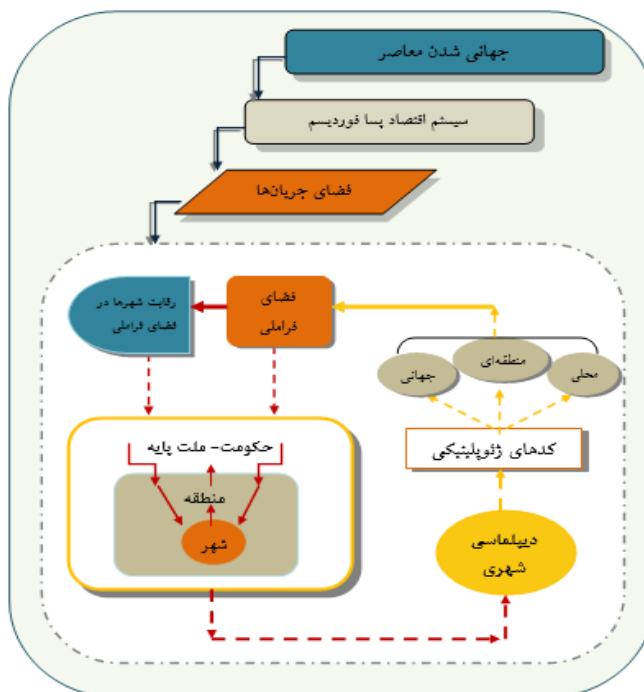 جهانی شدن معاصر
سیستم اقتصاد پسا فوردیسم
فضای جریان‌ها
رقابت شهرها در
فضای فراملی
فضای
فراملی
محلی
منطقه‌ای
جهانی
کدهای ژئوپلیتیکی
دیپلماسی
شهری
حکومت- ملت پایه
منطقه
شهر